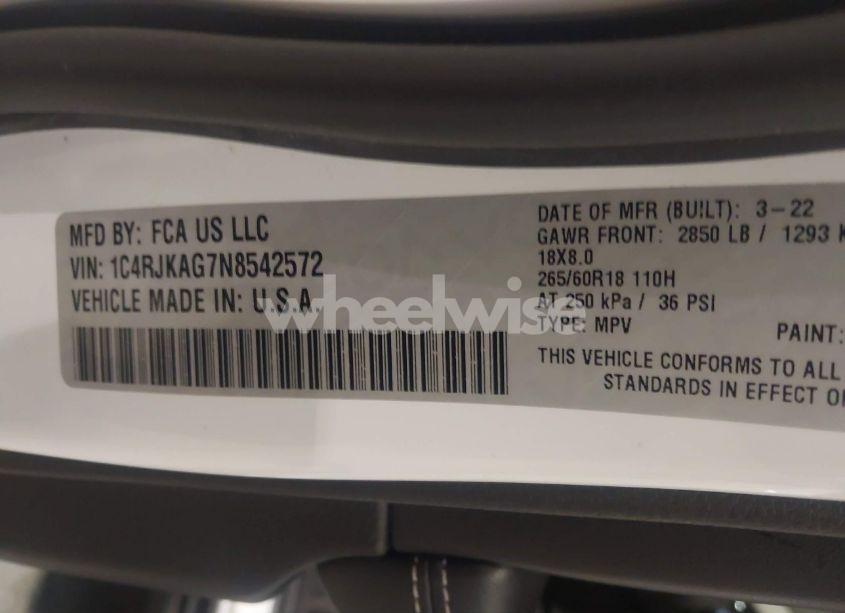 MFD BY: FCA US LLC
VIN: 1C4RJKAG7N8542572
VEHICLE MADE IN: U.S.A.
DATE OF MFR (BUILT): 3-22
GAWR FRONT: 2850 LB / 1293 K
18X8.0
265/60R18 110H
AT 250 kPa / 36 PSI
TYPE: MPV
PAINT:
THIS VEHICLE CONFORMS TO ALL
STANDARDS IN EFFECT
wheelwise